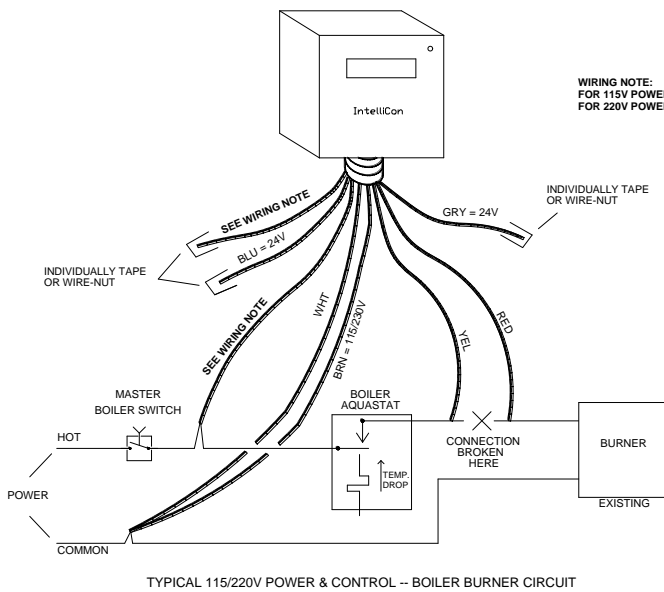 IntelliCon
WIRING NOTE:
FOR 115V POWER
FOR 220V POWER
SEE WIRING NOTE
BLU = 24V
GRY = 24V
INDIVIDUALLY TAPE
OR WIRE-NUT
INDIVIDUALLY TAPE
OR WIRE-NUT
SEE WIRING NOTE
WHT
BRN = 115/230V
YEL
RED
MASTER
BOILER SWITCH
BOILER
AQUASTAT
HOT
CONNECTION
BROKEN
HERE
BURNER
TEMP.
DROP
POWER
EXISTING
COMMON
TYPICAL 115/220V POWER & CONTROL -- BOILER BURNER CIRCUIT